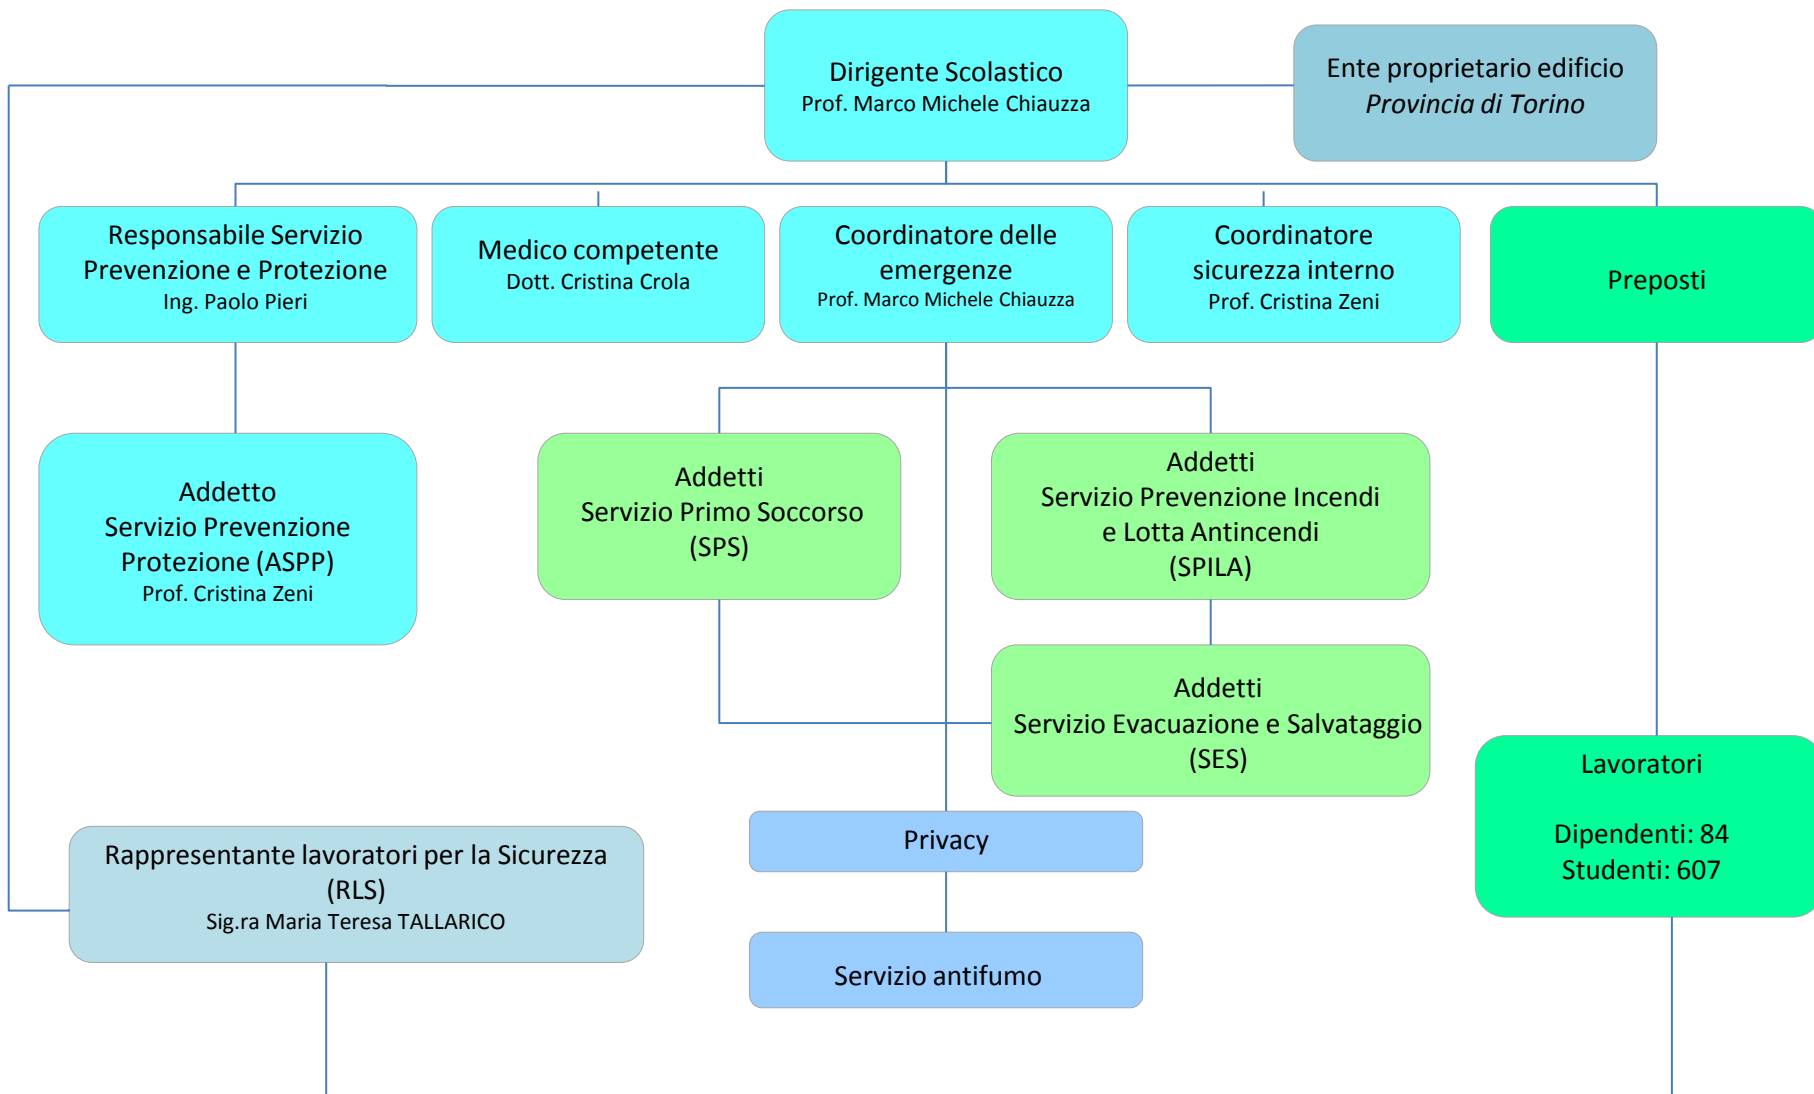 Dirigente Scolastico
Prof. Marco Michele Chiauzza
Ente proprietario edificio
Provincia di Torino
Responsabile Servizio
Prevenzione e Protezione
Ing. Paolo Pieri
Medico competente
Dott. Cristina Crola
Coordinatore delle
emergenze
Prof. Marco Michele Chiauzza
Coordinatore
sicurezza interno
Prof. Cristina Zeni
Preposti
Addetto
Servizio Prevenzione
Protezione (ASPP)
Prof. Cristina Zeni
Addetti
Servizio Primo Soccorso
(SPS)
Addetti
Servizio Prevenzione Incendi
e Lotta Antincendi
(SPILA)
Addetti
Servizio Evacuazione e Salvataggio
(SES)
Lavoratori
Dipendenti: 84
Studenti: 607
Privacy
Rappresentante lavoratori per la Sicurezza
(RLS)
Sig.ra Maria Teresa TALLARICO
Servizio antifumo